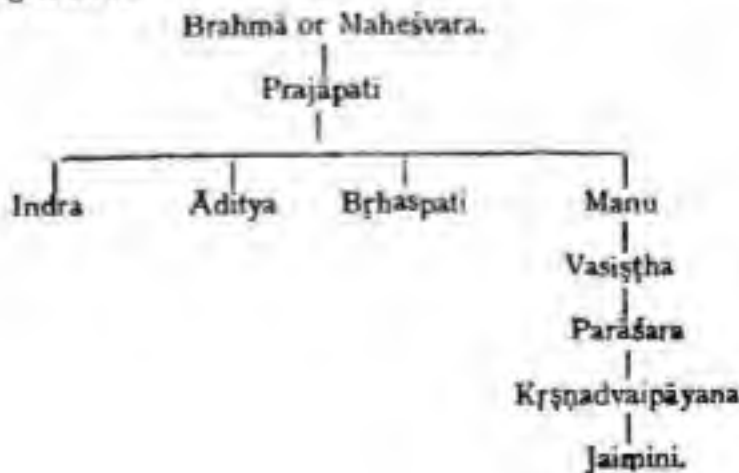 Brahmā or Maheśvara.
Prajāpati
Indra Āditya Bṛhaspati Manu
Vasiṣṭha
Parāśara
Kṛṣṇadvaipāyana
Jaimini.